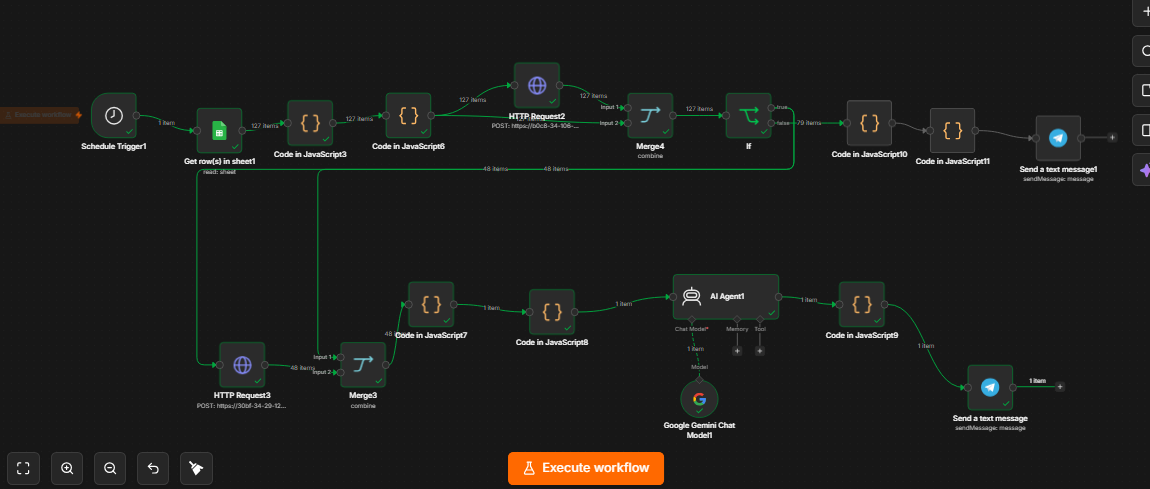 Execute workflow
Schedule Trigger1
1 item
Get row(s) in sheet1
read: sheet
127 items
Code in JavaScript3
127 items
Code in JavaScript6
127 items
HTTP Request2
POST: https://b0c8-34-106-...
127 items
Input 1
Input 2
Merge4
combine
127 items
If
true
false
79 items
Code in JavaScript10
Code in JavaScript11
Send a text message1
sendMessage: message
48 items
48 items
HTTP Request3
POST: https://30bf-34-29-12...
48 items
Input 1
Input 2
Merge3
combine
48
Code in JavaScript7
1 item
Code in JavaScript8
1 item
AI Agent1
Chat Model*
Memory
Tool
1 item
Model
Google Gemini Chat
Model1
1 item
Code in JavaScript9
1 item
Send a text message
sendMessage: message
1 item
Execute workflow